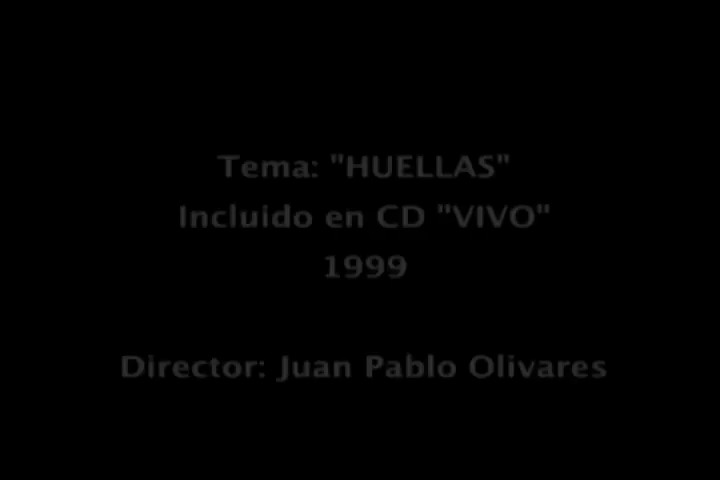 Tema: "HUELLAS"
Incluido en CD "VIVO"
1999
Director: Juan Pablo Olivares